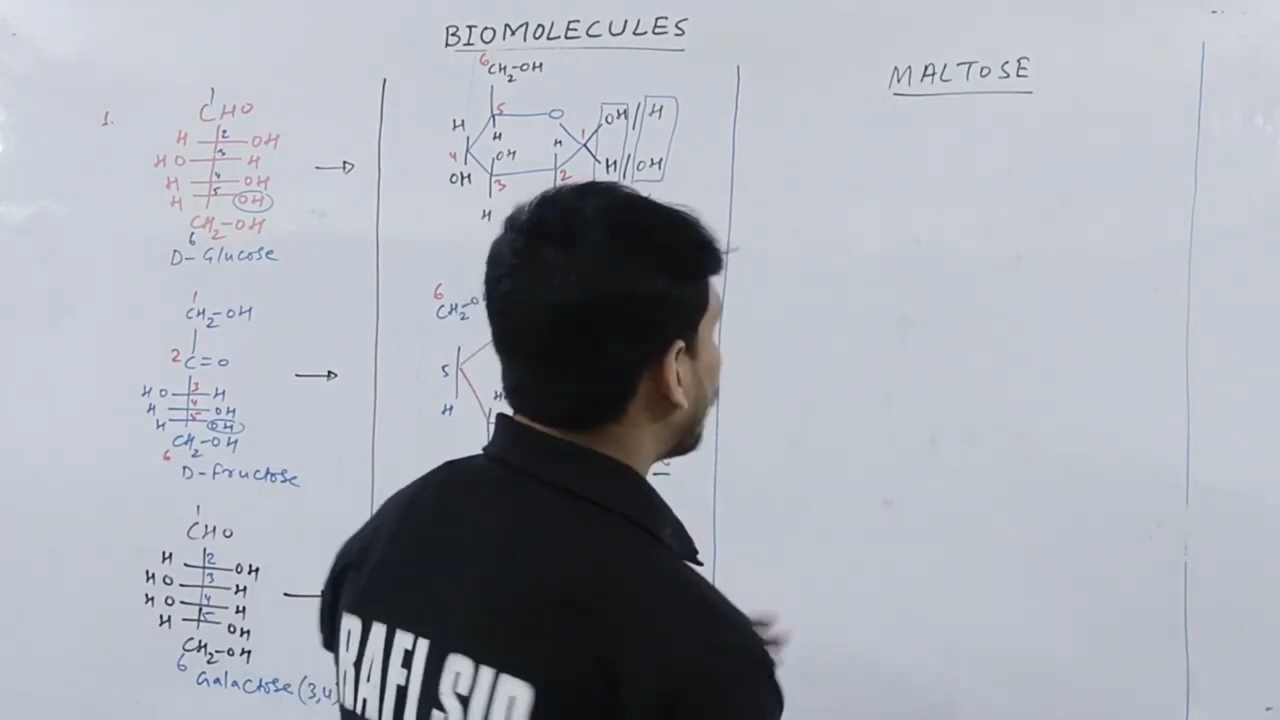 BIOMOLECULES
MALTOSE
1.
1
CHO
H 2 OH
HO 3 H
H 4 OH
H 5 OH
CH2-OH
6
D-Glucose
6
CH2-OH
5 O OH/H
H H H 1
4 OH H/OH
OH 3 2
H
1
CH2-OH
2 C=O
HO 3 H
H 4 OH
H 5 OH
CH2-OH
6
D-fructose
6
CH2-O
5
H
1
CHO
H 2 OH
HO 3 H
HO 4 H
H 5 OH
CH2-OH
6
Galactose (3,4)
RAFI SIR